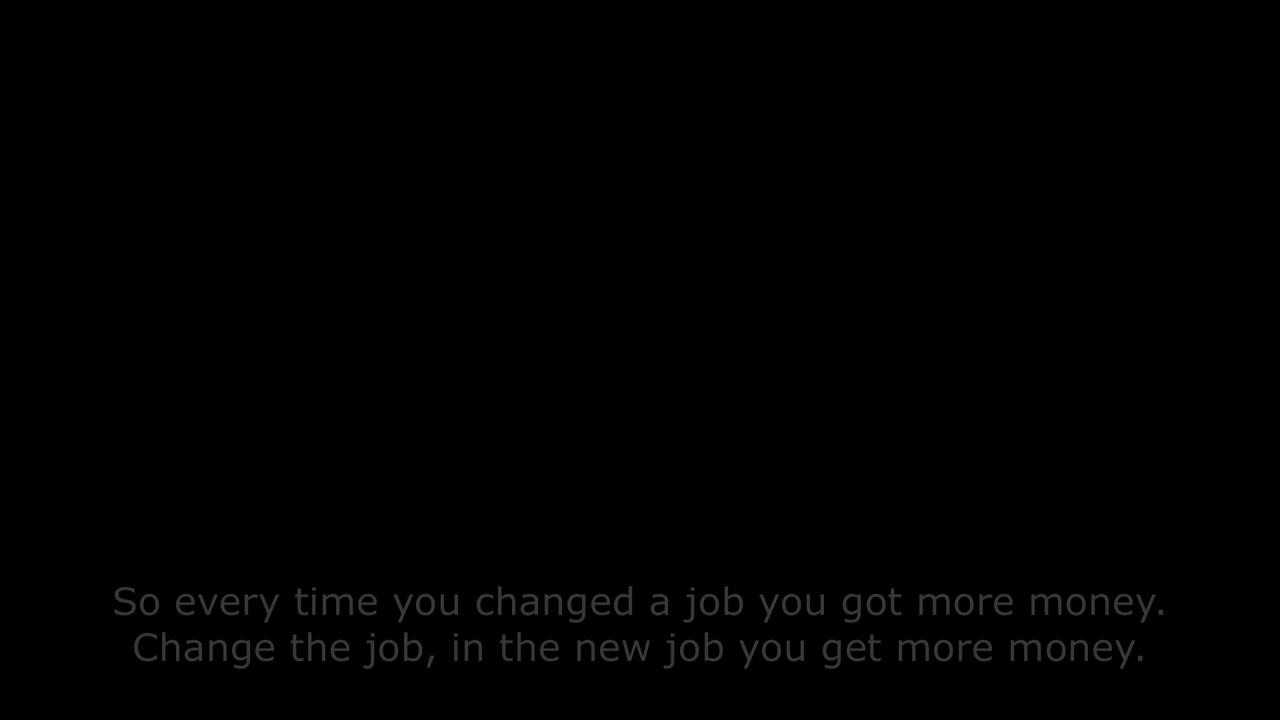 So every time you changed a job you got more money.
Change the job, in the new job you get more money.